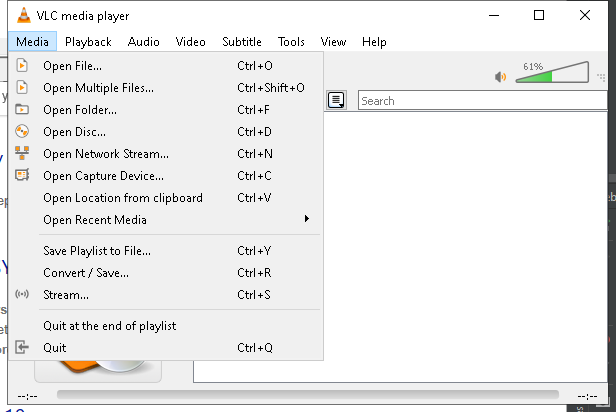 VLC media player
Media Playback Audio Video Subtitle Tools View Help
Open File... Ctrl+O
61%
Open Multiple Files... Ctrl+Shift+O
Open Folder... Ctrl+F
Search
Open Disc... Ctrl+D
Open Network Stream... Ctrl+N
Open Capture Device... Ctrl+C
Open Location from clipboard Ctrl+V
Open Recent Media
Save Playlist to File... Ctrl+Y
Convert / Save... Ctrl+R
Stream... Ctrl+S
Quit at the end of playlist
Quit Ctrl+Q
--:-- --:--